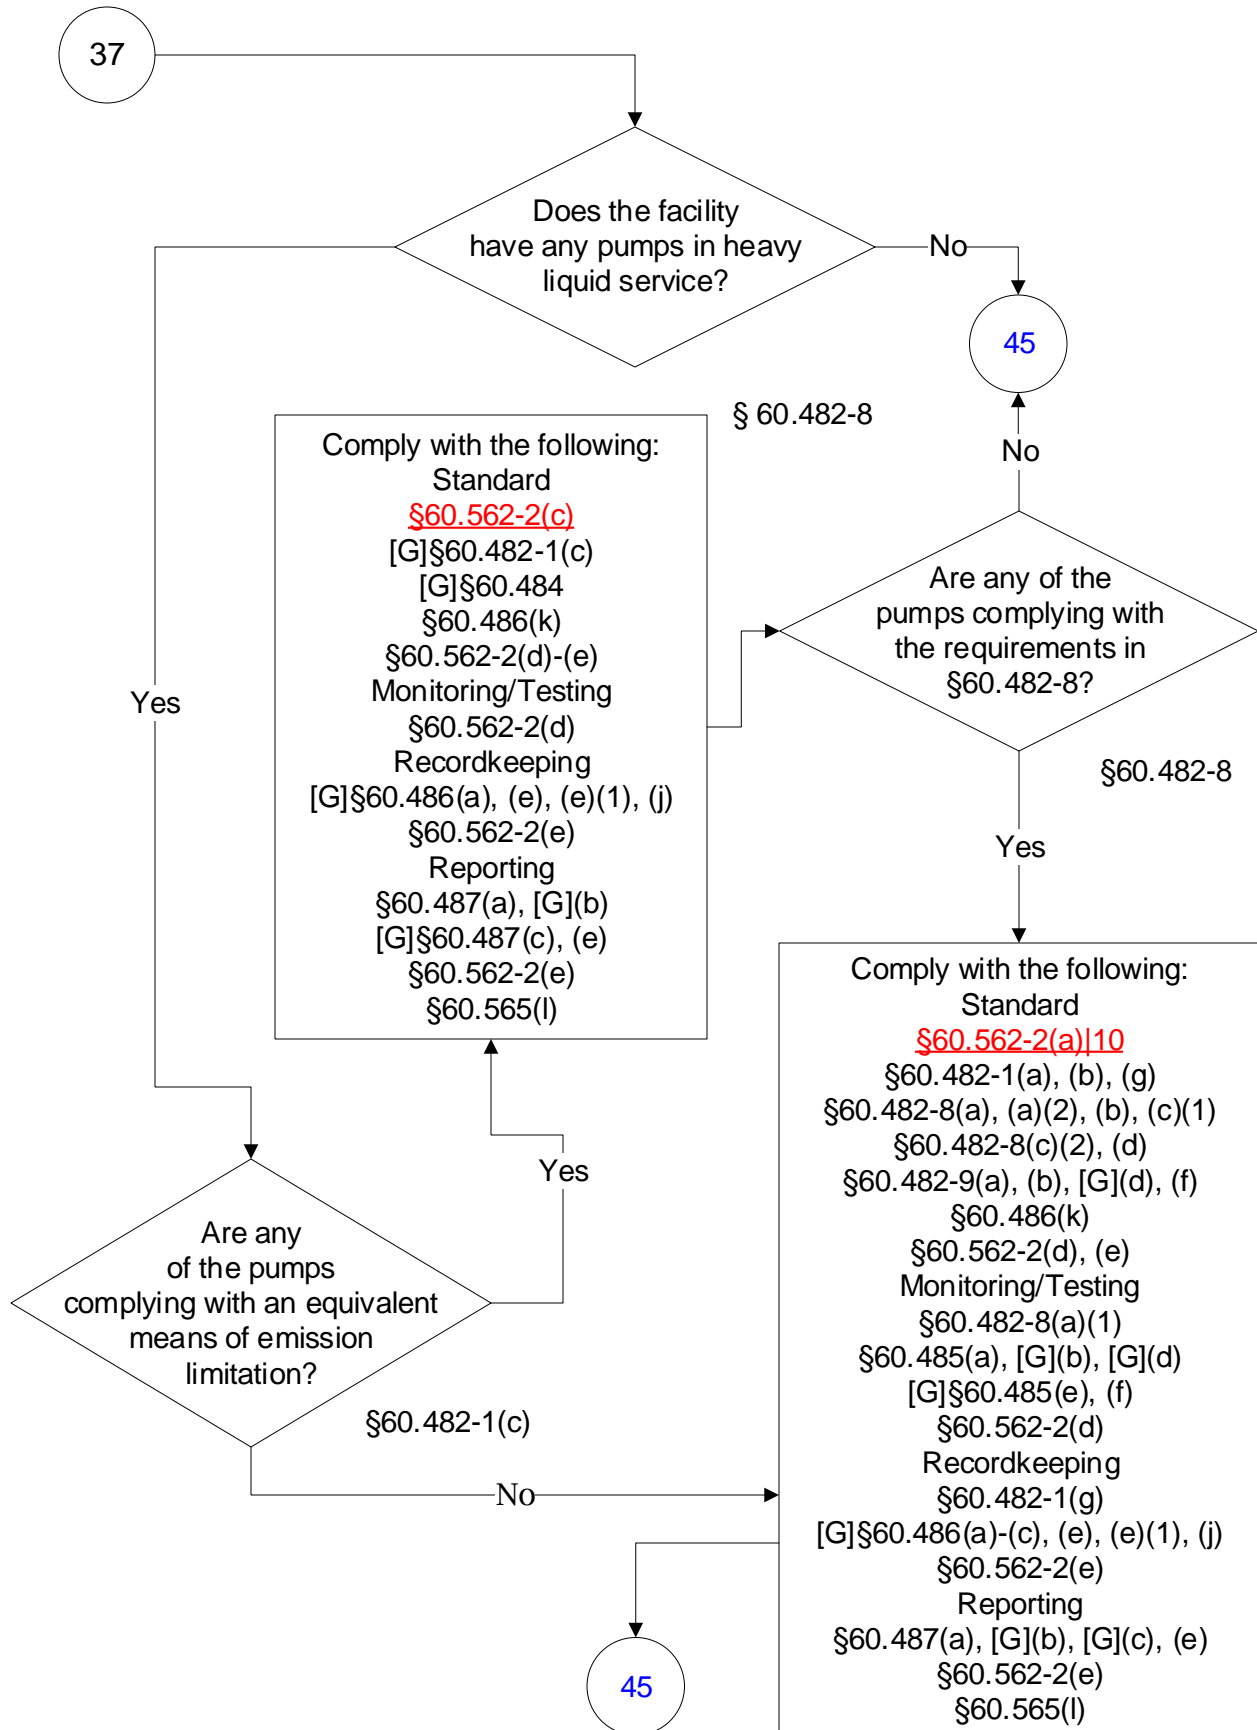 37
Does the facility
have any pumps in heavy
liquid service?
No
45
§ 60.482-8
Comply with the following:
Standard
§60.562-2(c)
[G]§60.482-1(c)
[G]§60.484
§60.486(k)
§60.562-2(d)-(e)
Monitoring/Testing
§60.562-2(d)
Recordkeeping
[G]§60.486(a), (e), (e)(1), (j)
§60.562-2(e)
Reporting
§60.487(a), [G](b)
[G]§60.487(c), (e)
§60.562-2(e)
§60.565(l)
No
Are any of the
pumps complying with
the requirements in
§60.482-8?
§60.482-8
Yes
Yes
Yes
Are any
of the pumps
complying with an equivalent
means of emission
limitation?
§60.482-1(c)
No
Comply with the following:
Standard
§60.562-2(a)|10
§60.482-1(a), (b), (g)
§60.482-8(a), (a)(2), (b), (c)(1)
§60.482-8(c)(2), (d)
§60.482-9(a), (b), [G](d), (f)
§60.486(k)
§60.562-2(d), (e)
Monitoring/Testing
§60.482-8(a)(1)
§60.485(a), [G](b), [G](d)
[G]§60.485(e), (f)
§60.562-2(d)
Recordkeeping
§60.482-1(g)
[G]§60.486(a)-(c), (e), (e)(1), (j)
§60.562-2(e)
Reporting
§60.487(a), [G](b), [G](c), (e)
§60.562-2(e)
§60.565(l)
45